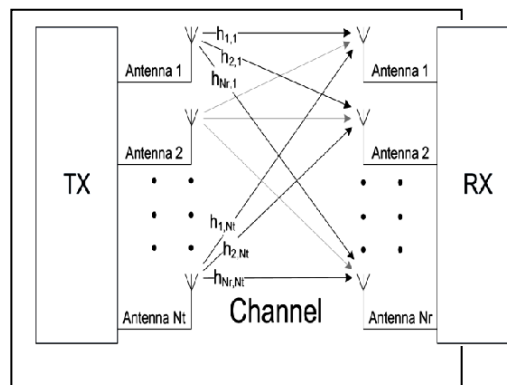 h1,1
h2,1
hNr,1
Antenna 1
Antenna 1
Antenna 2
Antenna 2
TX
RX
h1,Nt
h2,Nt
hNr,Nt
Channel
Antenna Nt
Antenna Nr